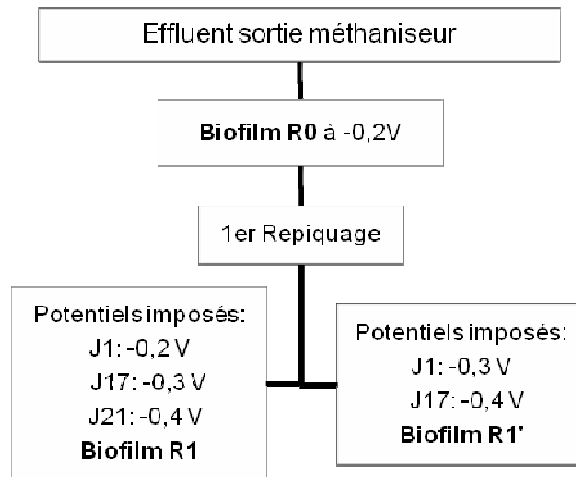 Effluent sortie méthaniseur
Biofilm R0 à -0,2V
1er Repiquage
Potentiels imposés:
J1: -0,2 V
J17: -0,3 V
J21: -0,4 V
Biofilm R1
Potentiels imposés:
J1: -0,3 V
J17: -0,4 V
Biofilm R1'